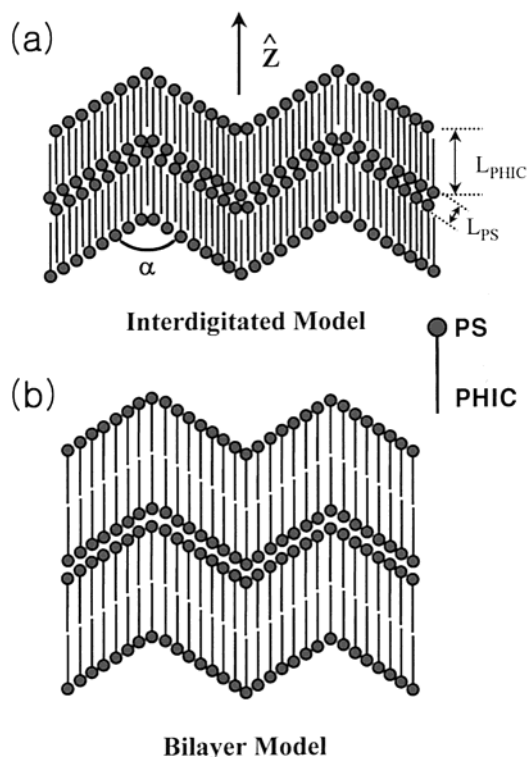 (a)
Ẑ
L_PHIC
L_PS
α
Interdigitated Model
PS
PHIC
(b)
Bilayer Model